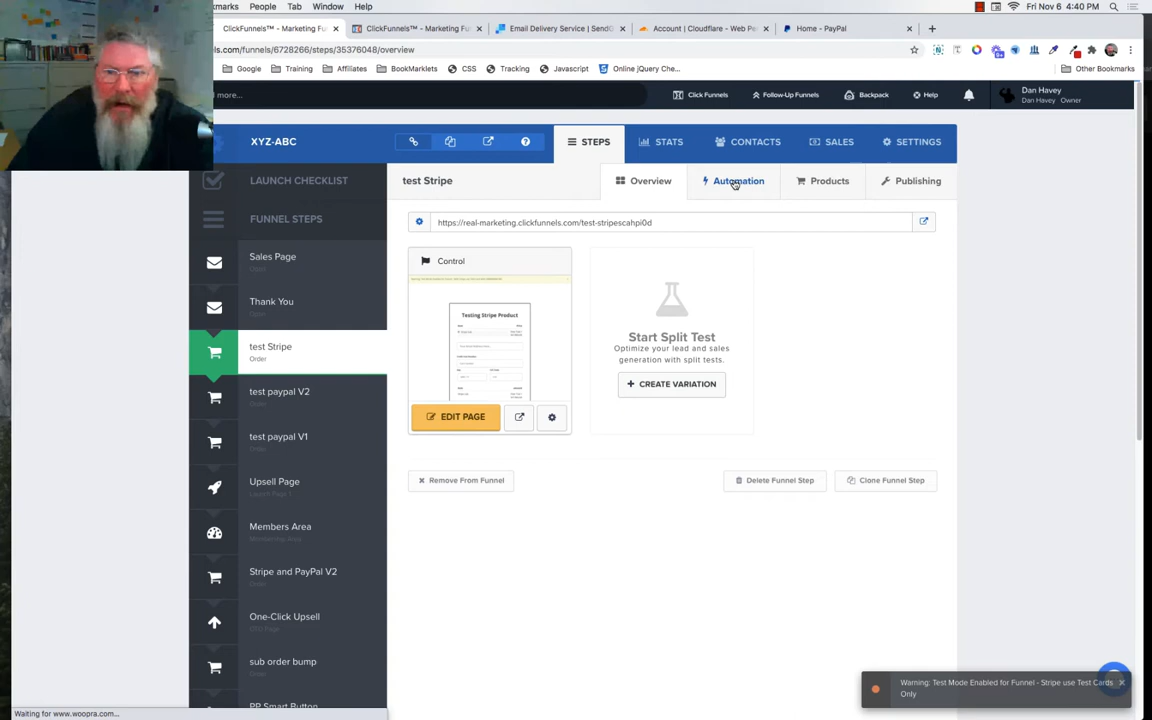 kmarks People Tab Window Help Fri Nov 6 4:40 PM
ClickFunnels™ - Marketing Fu ClickFunnels™ - Marketing Fun Email Delivery Service | SendG Account | Cloudflare - Web Pe Home - PayPal
ls.com/funnels/6728266/steps/35376048/overview
Google Training Affiliates BookMarklets CSS Tracking Javascript Online jQuery Che... Other Bookmarks
d more... Click Funnels Follow-Up Funnels Backpack Help Dan Havey
Dan Havey Owner
XYZ-ABC STEPS STATS CONTACTS SALES SETTINGS
LAUNCH CHECKLIST test Stripe Overview Automation Products Publishing
FUNNEL STEPS https://real-marketing.clickfunnels.com/test-stripescahpi0d
Sales Page
Control
Thank You
Testing Stripe Product
Start Split Test
Optimize your lead and sales
generation with split tests.
+ CREATE VARIATION
test Stripe
Order
test paypal V2
Order
EDIT PAGE
test paypal V1
Order
Upsell Page
Launch Page 1
Remove From Funnel Delete Funnel Step Clone Funnel Step
Members Area
Membership Area
Stripe and PayPal V2
Order
One-Click Upsell
OTO Page
sub order bump
Order
PP Smart Button
Warning: Test Mode Enabled for Funnel - Stripe use Test Cards
Only
Waiting for www.woopra.com...